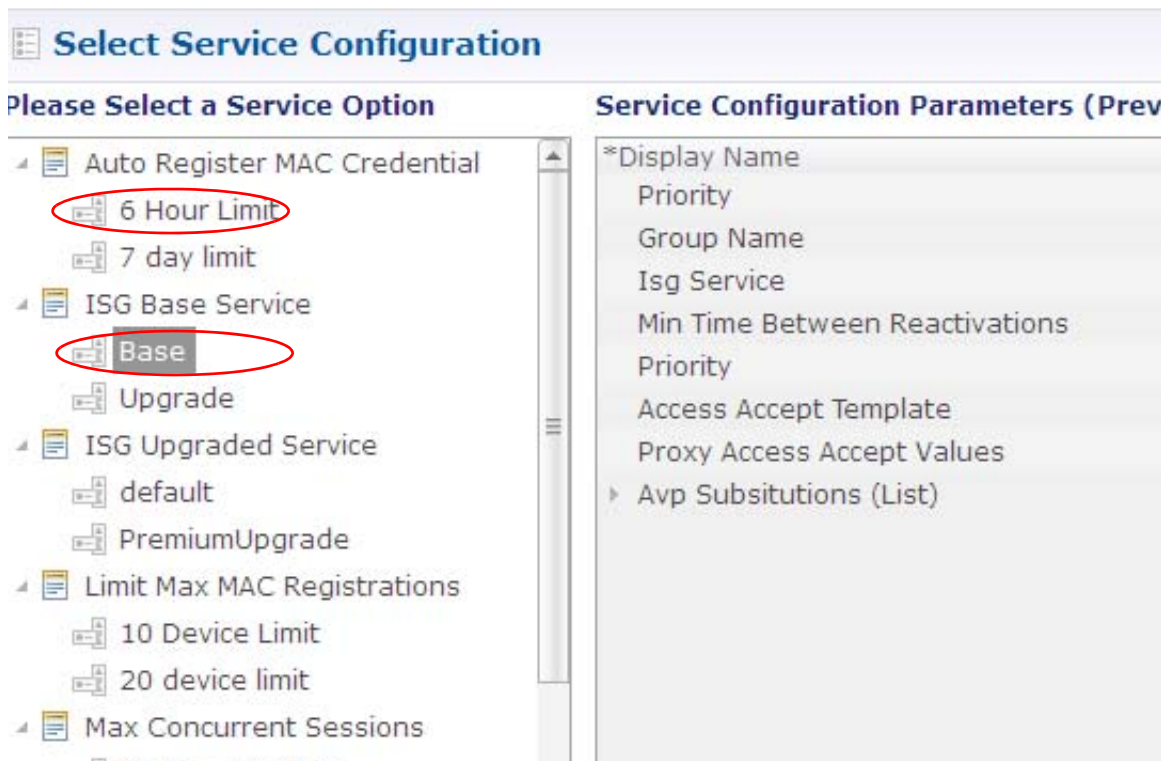 Select Service Configuration
Please Select a Service Option
Auto Register MAC Credential
6 Hour Limit
7 day limit
ISG Base Service
Base
Upgrade
ISG Upgraded Service
default
PremiumUpgrade
Limit Max MAC Registrations
10 Device Limit
20 device limit
Max Concurrent Sessions
Service Configuration Parameters (Prev
*Display Name
Priority
Group Name
Isg Service
Min Time Between Reactivations
Priority
Access Accept Template
Proxy Access Accept Values
Avp Subsitutions (List)